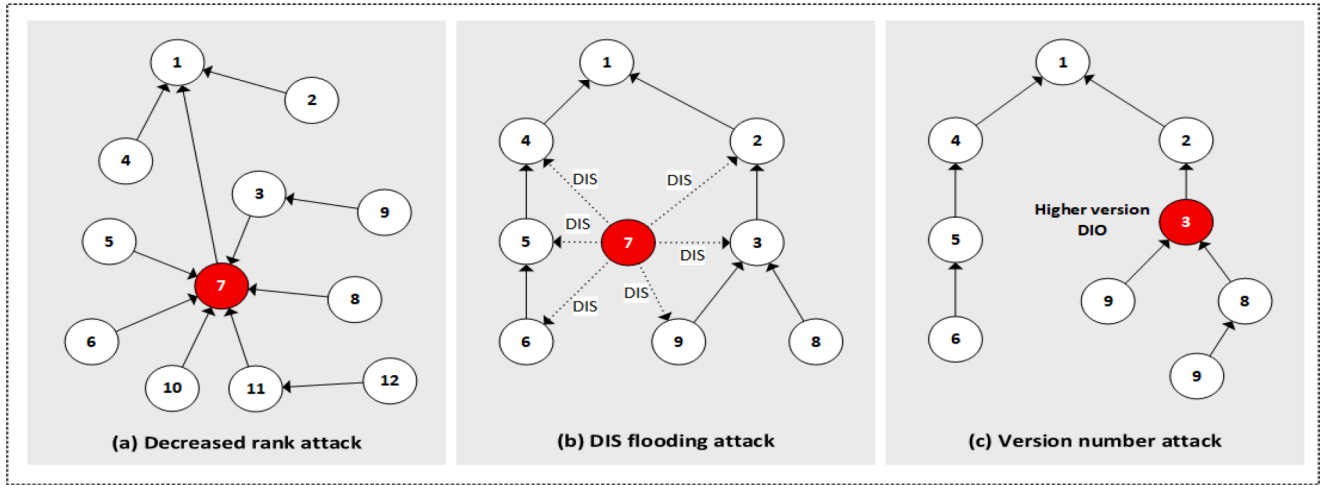 1
2
4
3
9
5
7
8
6
10
11
12
(a) Decreased rank attack
1
4
2
DIS
DIS
5
DIS
7
3
DIS
DIS
DIS
6
9
8
(b) DIS flooding attack
1
4
2
Higher version
DIO
3
5
9
8
6
9
(c) Version number attack